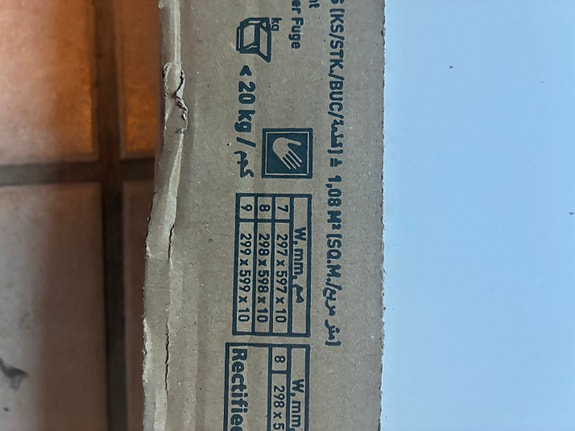 (KS/STK./BUC/قطعة) ≙ 1,08 M² (SQ.M./متر مربع)
er Fuge
kg
< 20 kg / كجم
W, mm, مم
7 297 x 597 x 10
8 298 x 598 x 10
9 299 x 599 x 10
W, mm,
8 298 x 5
Rectified